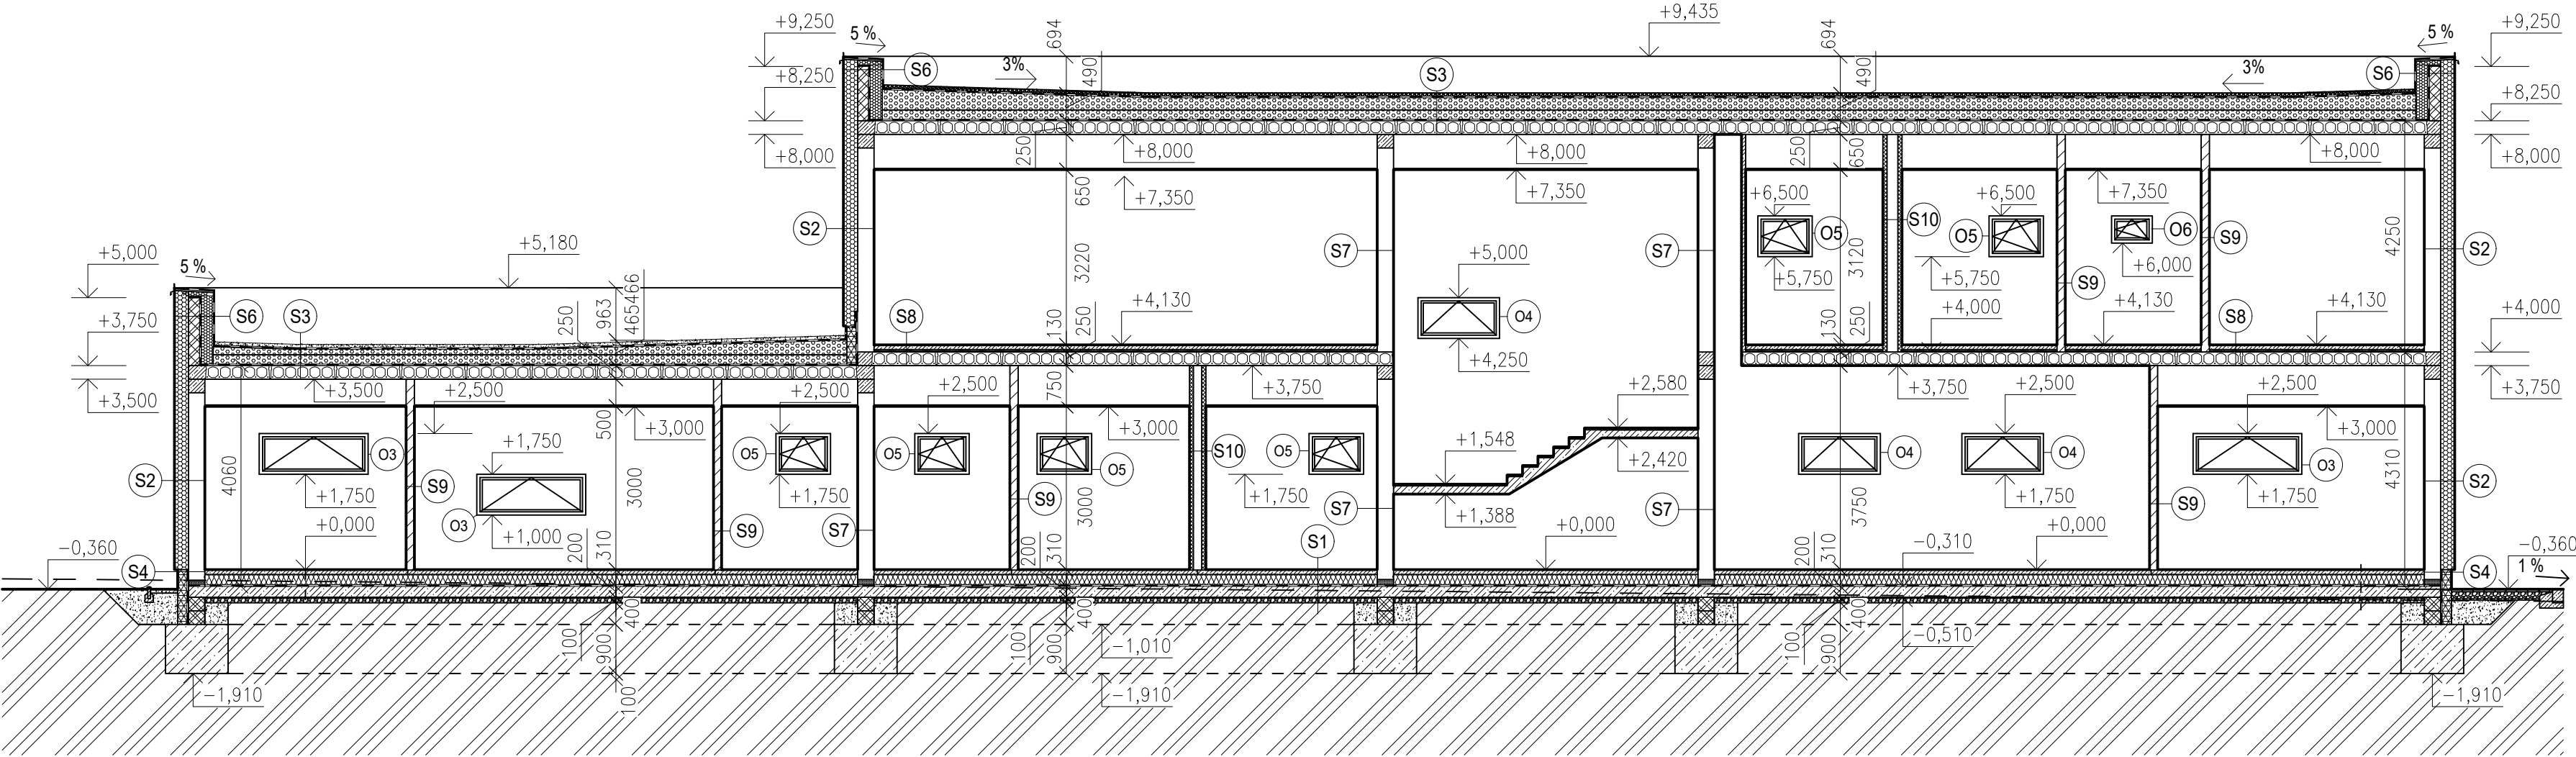 +9,250
5 %
694
+9,435
694
5 %
+9,250
S6
3%
490
S3
490
3%
S6
+8,250
+8,250
250
+8,000
+8,000
250
650
+8,000
+8,000
+8,000
650
+7,350
+7,350
+6,500
+6,500
+7,350
S2
S7
S7
O5
S10
O5
O6
S9
4250
S2
+5,180
+5,000
+5,000
3220
3120
+5,750
+5,750
+6,000
5 %
S9
S6
S3
250
963
465466
S8
130
250
+4,130
O4
130
250
+4,000
+4,130
S8
+4,130
+4,000
+3,750
+4,250
+3,500
+3,500
+2,500
500
+3,000
+2,500
+2,500
750
+3,750
+3,000
+2,580
+3,750
+2,500
+2,500
+3,000
+3,750
O3
+1,750
O5
O5
O5
S10
O5
+1,548
+2,420
O4
O4
O3
S2
4060
+1,750
S9
3000
+1,750
+1,750
+1,388
+1,750
+1,750
4310
S2
O3
+1,000
S9
S7
S9
3000
S7
S7
3750
S9
+0,000
S1
+0,000
+0,000
-0,360
S4
200
310
200
310
200
310
-0,310
S4
-0,360
1 %
400
400
400
100
900
100
900
-1,010
100
900
-0,510
-1,910
100
-1,910
-1,910